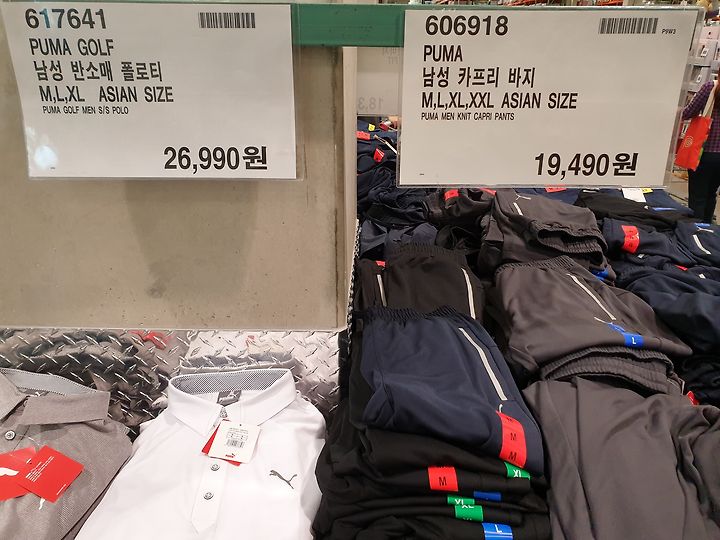 617641
PUMA GOLF
남성 반소매 폴로티
M,L,XL ASIAN SIZE
PUMA GOLF MEN S/S POLO
26,990원
606918
P9W3
PUMA
남성 카프리 바지
M,L,XL,XXL ASIAN SIZE
PUMA MEN KNIT CAPRI PANTS
19,490원
L
M
M
XL
M
XL
XL
L